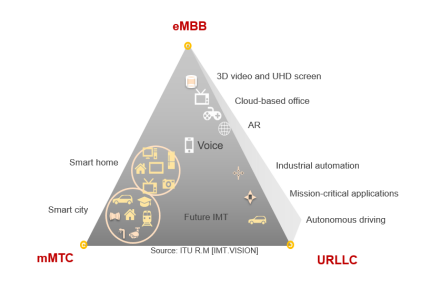 eMBB
3D video and UHD screen
Cloud-based office
AR
Voice
Smart home
Industrial automation
Mission-critical applications
Smart city
Future IMT
Autonomous driving
mMTC
Source: ITU R.M [IMT.VISION]
URLLC